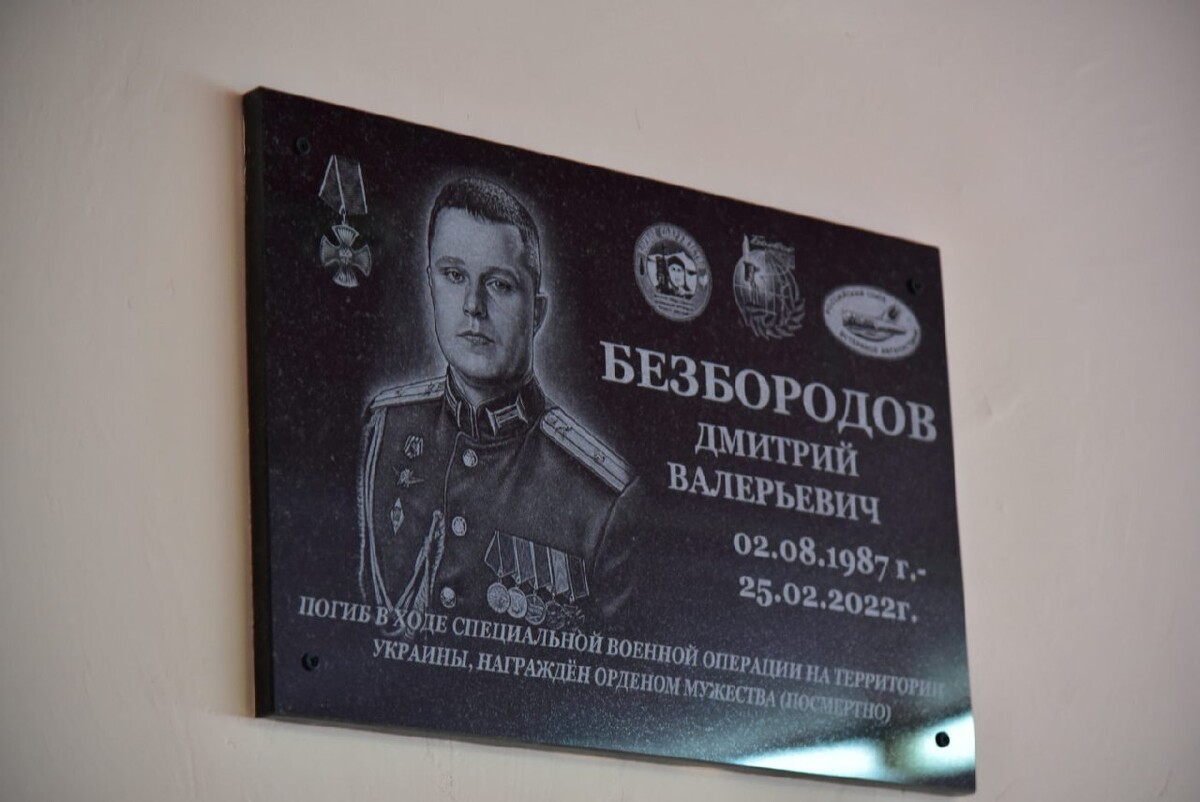 БЕЗБОРОДОВ
ДМИТРИЙ
ВАЛЕРЬЕВИЧ
02.08.1987 г.-
25.02.2022г.
ПОГИБ В ХОДЕ СПЕЦИАЛЬНОЙ ВОЕННОЙ ОПЕРАЦИИ НА ТЕРРИТОРИИ
УКРАИНЫ, НАГРАЖДЁН ОРДЕНОМ МУЖЕСТВА (ПОСМЕРТНО)